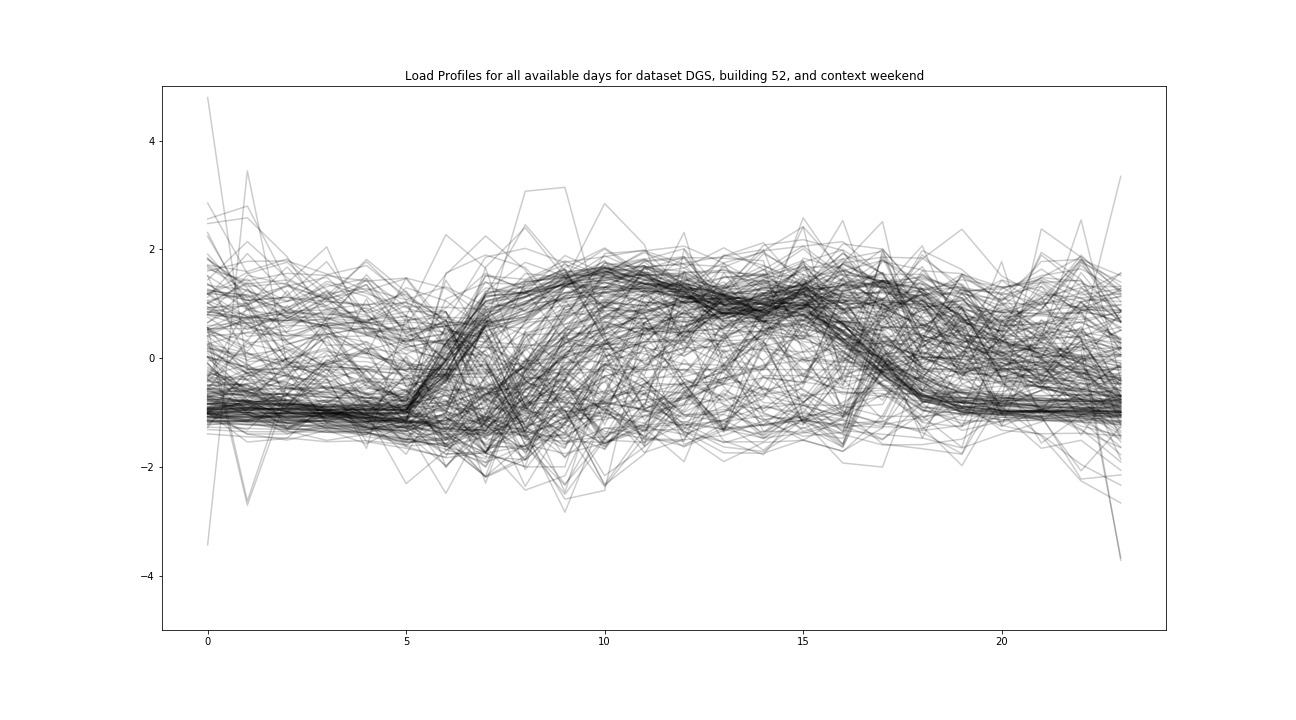 Load Profiles for all available days for dataset DGS, building 52, and context weekend
4
2
0
−2
−4
0 5 10 15 20